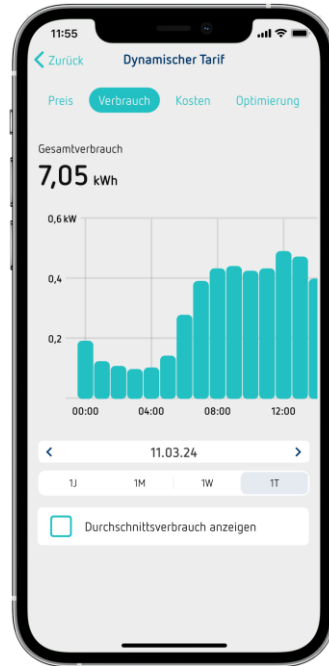 11:55
Zurück Dynamischer Tarif
Preis Verbrauch Kosten Optimierung
Gesamtverbrauch
7,05 kWh
0,6 kW
0,4
0,2
00:00 04:00 08:00 12:00
< 11.03.24 >
1J 1M 1W 1T
Durchschnittsverbrauch anzeigen